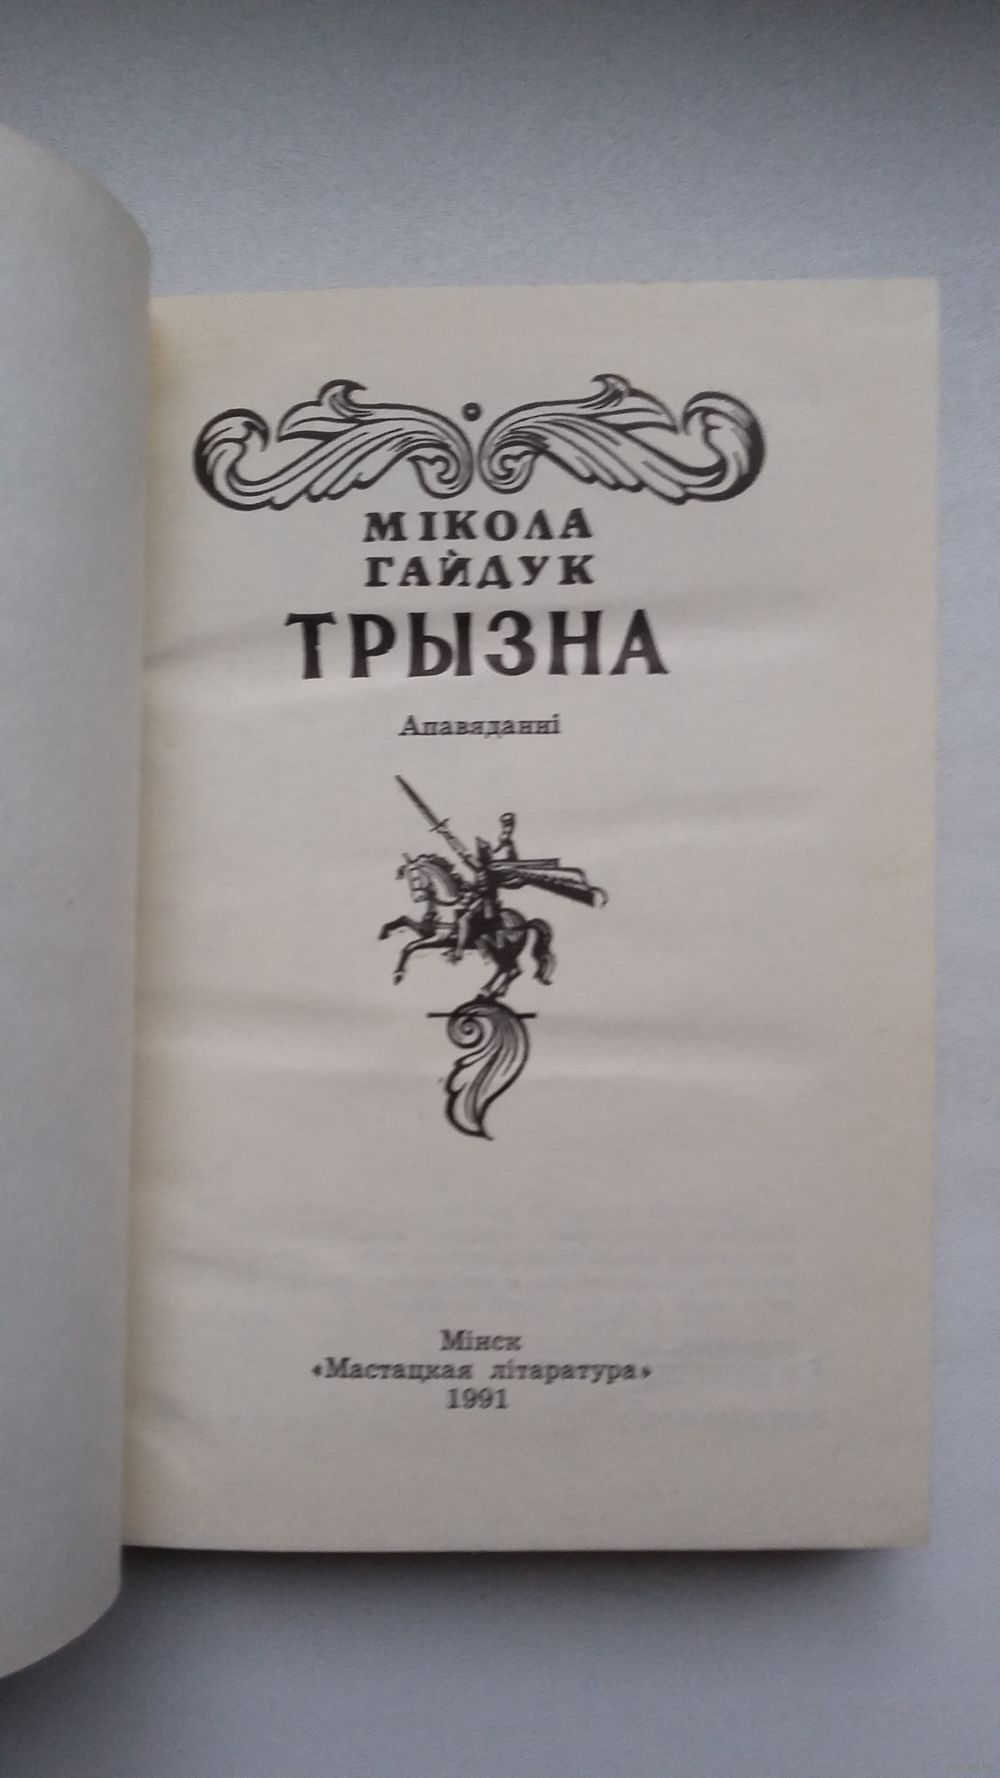 МІКОЛА
ГАЙДУК
ТРЫЗНА
Апавяданні
Мінск
«Мастацкая літаратура»
1991